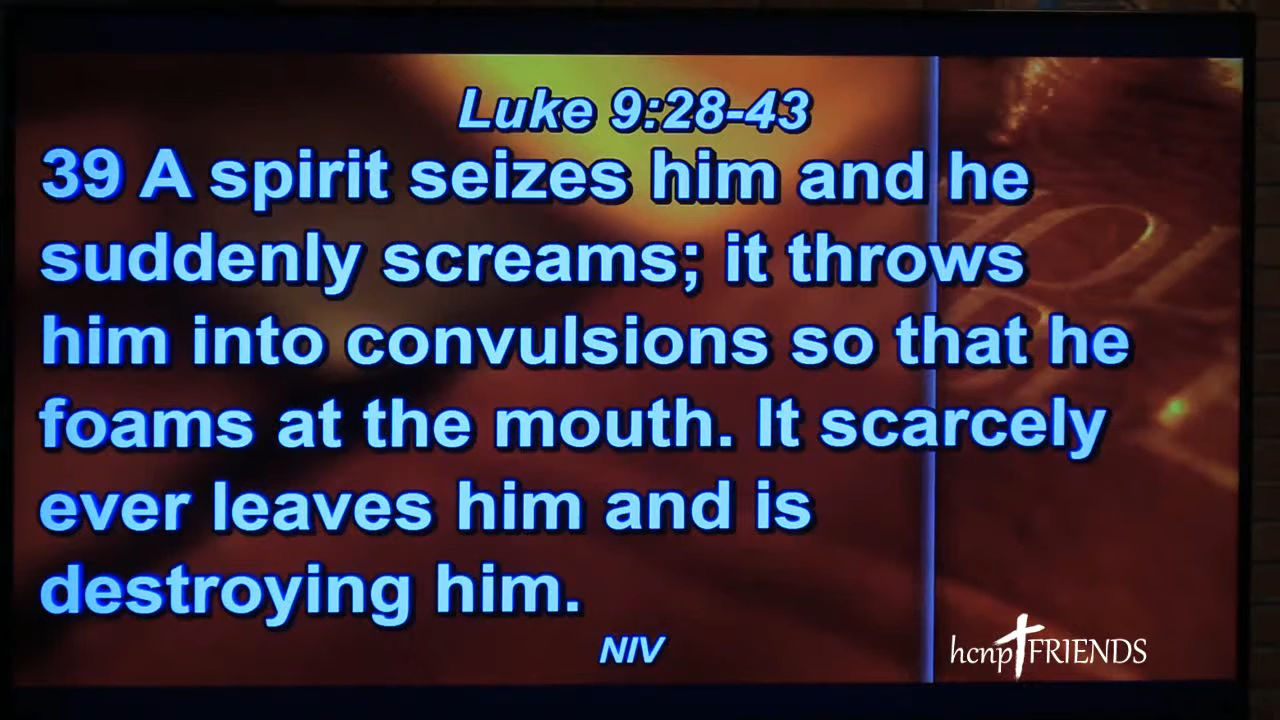 Luke 9:28-43
39 A spirit seizes him and he
suddenly screams; it throws
him into convulsions so that he
foams at the mouth. It scarcely
ever leaves him and is
destroying him.
NIV
hcnp FRIENDS